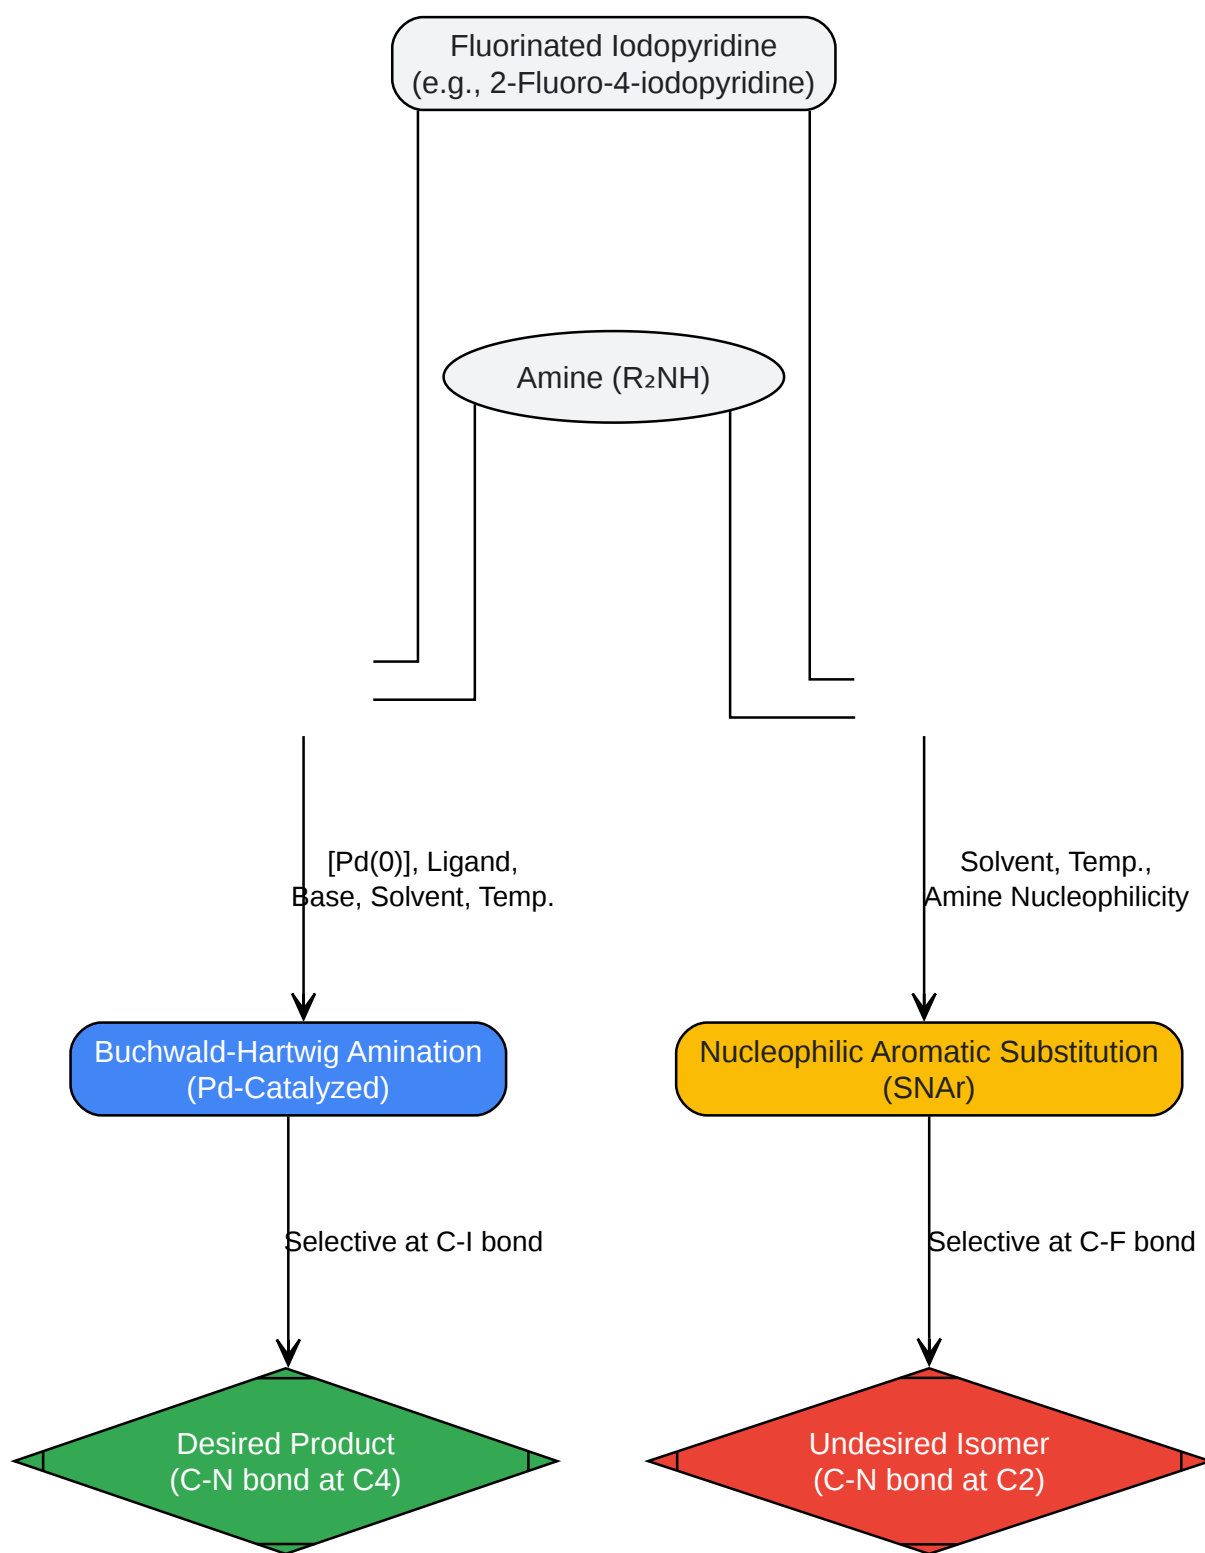 Fluorinated Iodopyridine
(e.g., 2-Fluoro-4-iodopyridine)
Amine (R₂NH)
[Pd(0)], Ligand,
Base, Solvent, Temp.
Solvent, Temp.,
Amine Nucleophilicity
Buchwald-Hartwig Amination
(Pd-Catalyzed)
Nucleophilic Aromatic Substitution
(SNAr)
Selective at C-I bond
Selective at C-F bond
Desired Product
(C-N bond at C4)
Undesired Isomer
(C-N bond at C2)